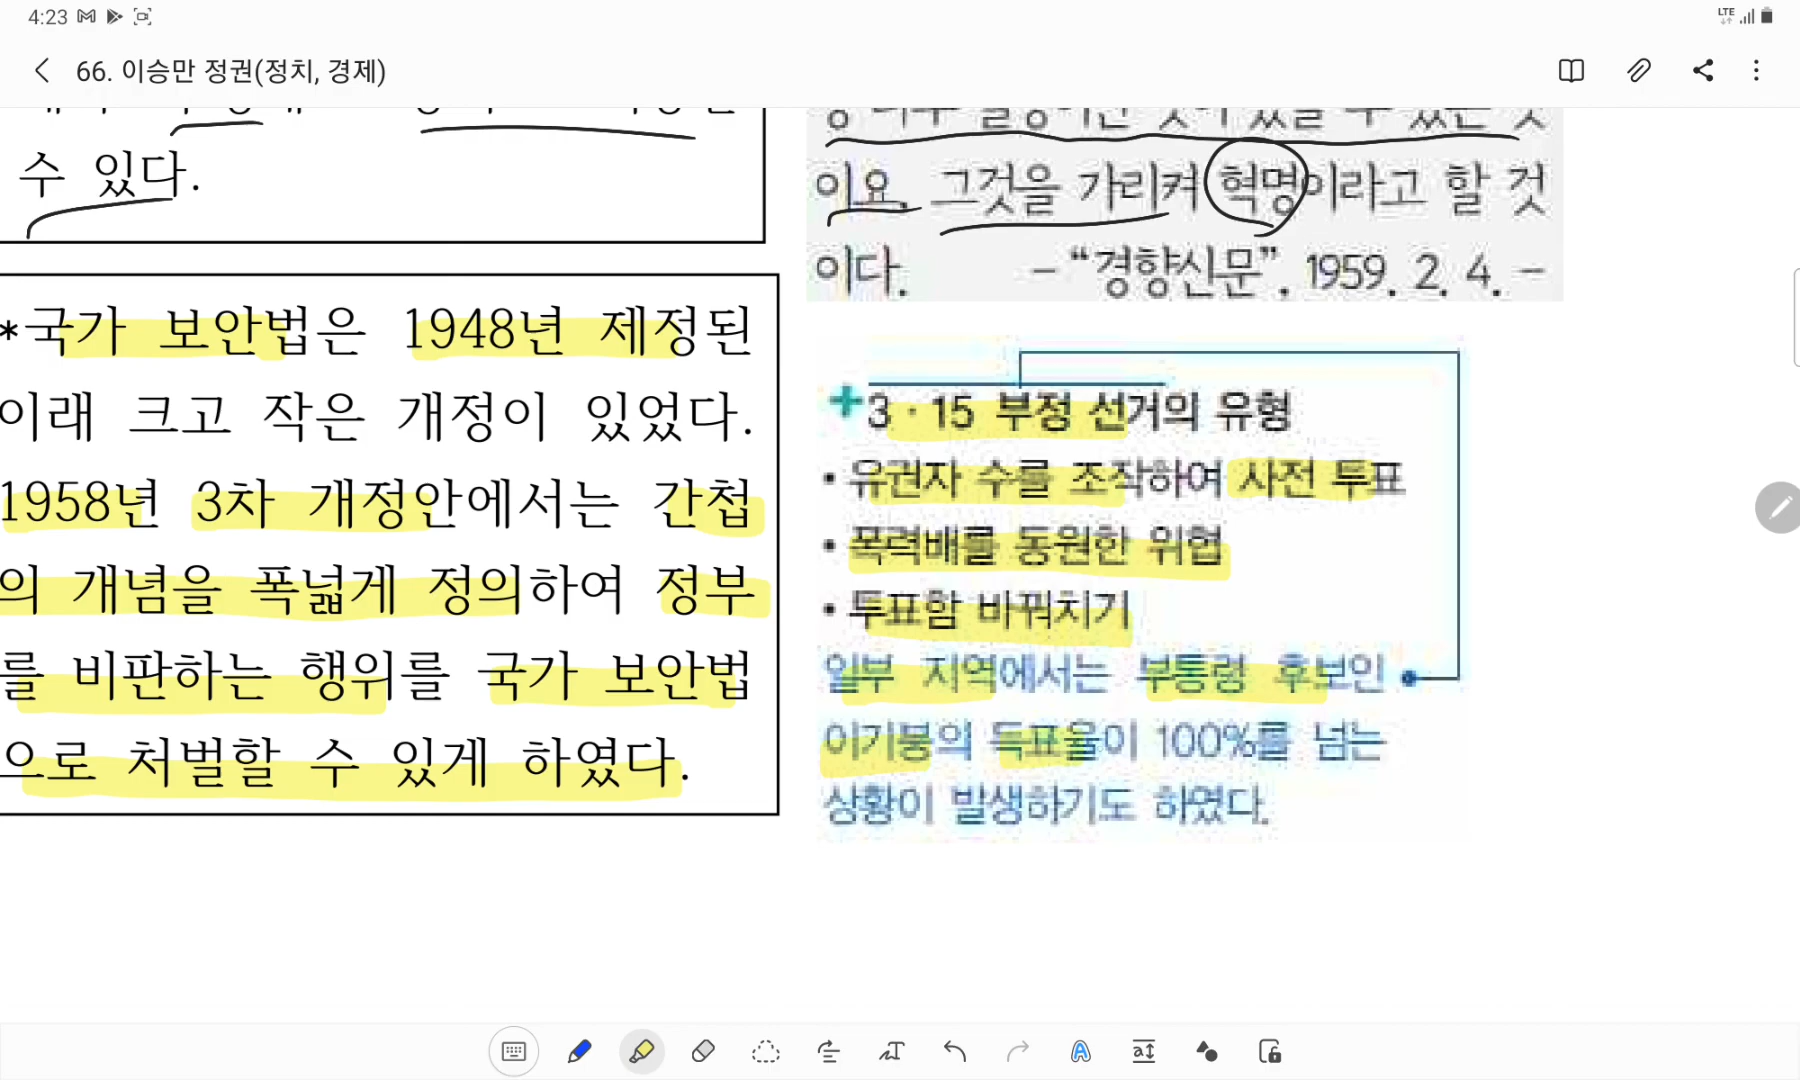 4:23
LTE
66. 이승만 정권(정치, 경제)
수 있다.
*국가 보안법은 1948년 제정된
이래 크고 작은 개정이 있었다.
1958년 3차 개정안에서는 간첩
의 개념을 폭넓게 정의하여 정부
를 비판하는 행위를 국가 보안법
으로 처벌할 수 있게 하였다.
이요, 그것을 가리켜 혁명이라고 할 것
이다. - “경향신문”, 1959. 2. 4. -
3·15 부정 선거의 유형
• 유권자 수를 조작하여 사전 투표
• 폭력배를 동원한 위협
• 투표함 바꿔치기
일부 지역에서는 부통령 후보인
이기붕의 득표율이 100%를 넘는
상황이 발생하기도 하였다.